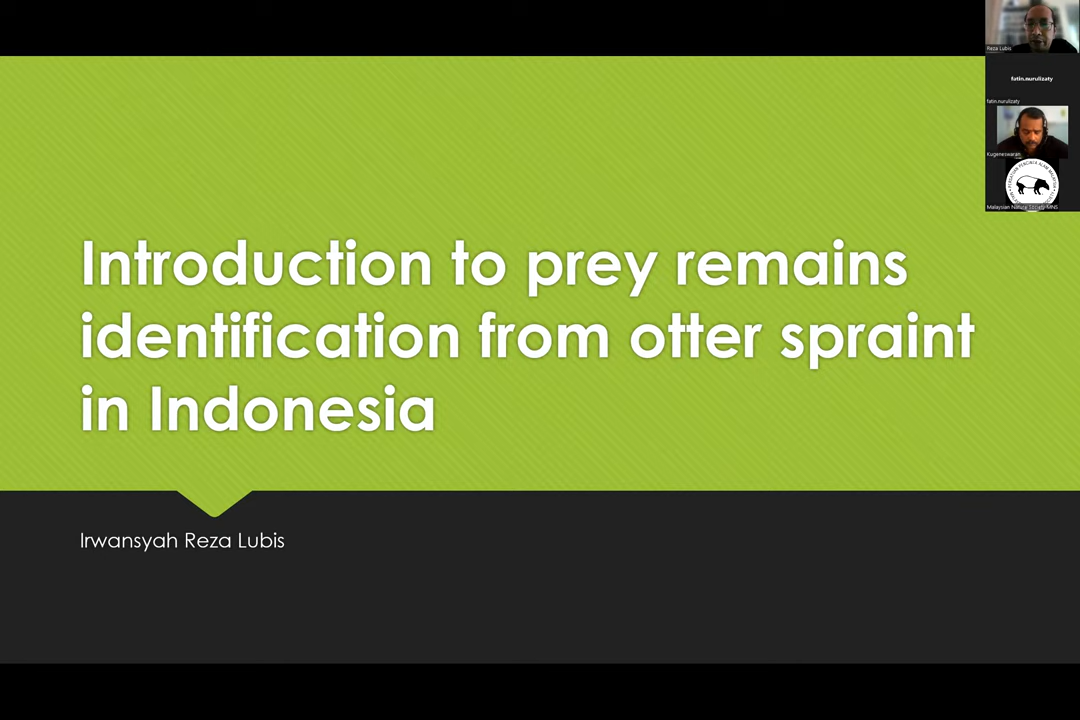 Introduction to prey remains
identification from otter spraint
in Indonesia
Irwansyah Reza Lubis
Reza Lubis
fatin.nurulizaty
fatin.nurulizaty
Kugeneswaran
Malaysian Nature Society MNS